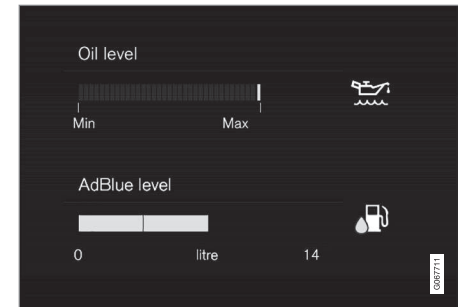 Oil level
Min Max
AdBlue level
0 litre 14
G067711